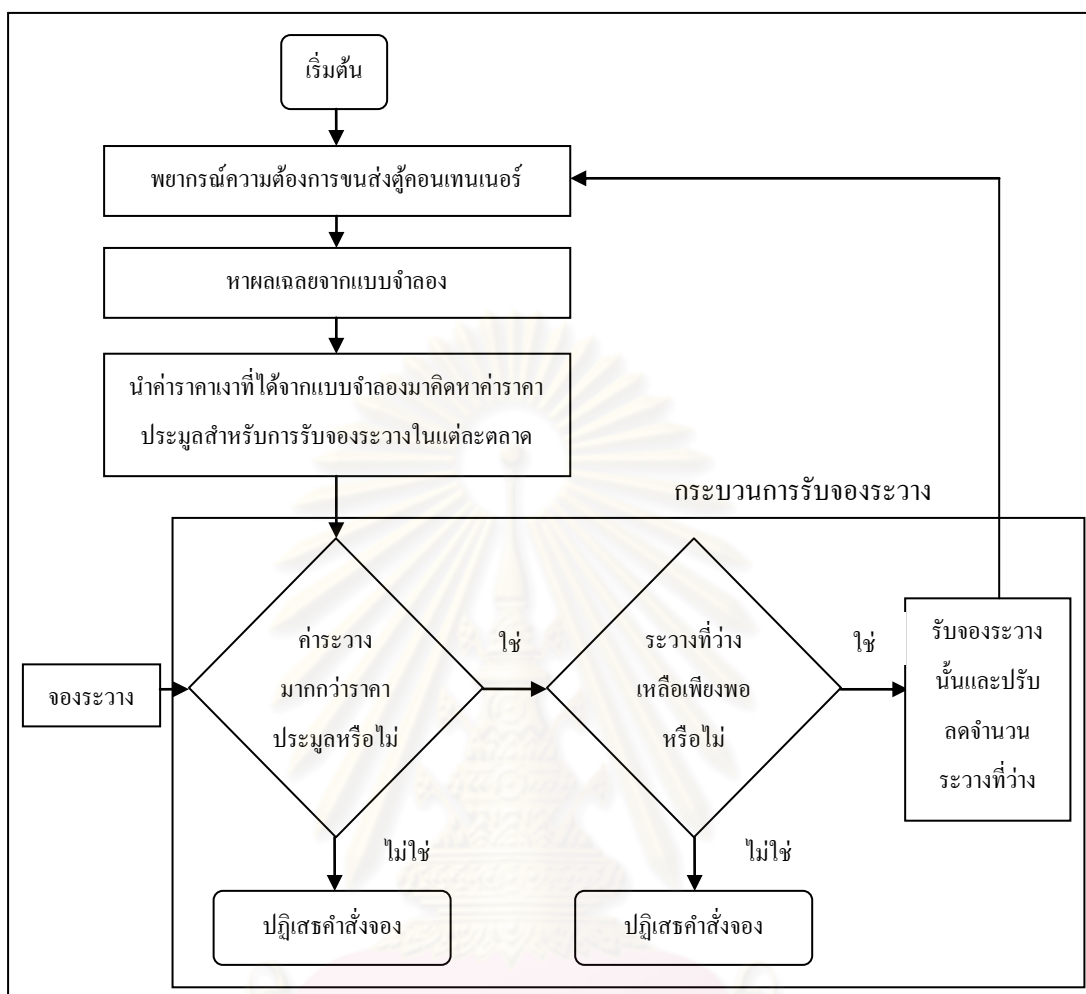 เริ่มต้น
พยากรณ์ความต้องการขนส่งตู้คอนเทนเนอร์
หาผลเฉลยจากแบบจำลอง
นำค่าราคาเงาที่ได้จากแบบจำลองมาคิดหาค่าราคา
ประมูลสำหรับการรับจองระวางในแต่ละตลาด
กระบวนการรับจองระวาง
จองระวาง
ค่าระวาง
มากกว่าราคา
ประมูลหรือไม่
ใช่
ระวางที่ว่าง
เหลือเพียงพอ
หรือไม่
ใช่
รับจองระวาง
นั้นและปรับ
ลดจำนวน
ระวางที่ว่าง
ไม่ใช่
ไม่ใช่
ปฏิเสธคำสั่งจอง
ปฏิเสธคำสั่งจอง